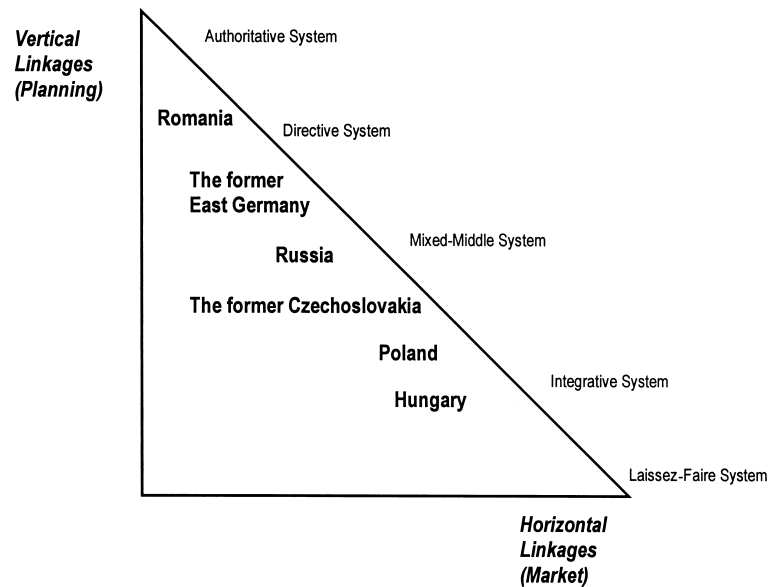 Vertical
Linkages
(Planning)
Authoritative System
Romania
Directive System
The former
East Germany
Mixed-Middle System
Russia
The former Czechoslovakia
Poland
Integrative System
Hungary
Laissez-Faire System
Horizontal
Linkages
(Market)